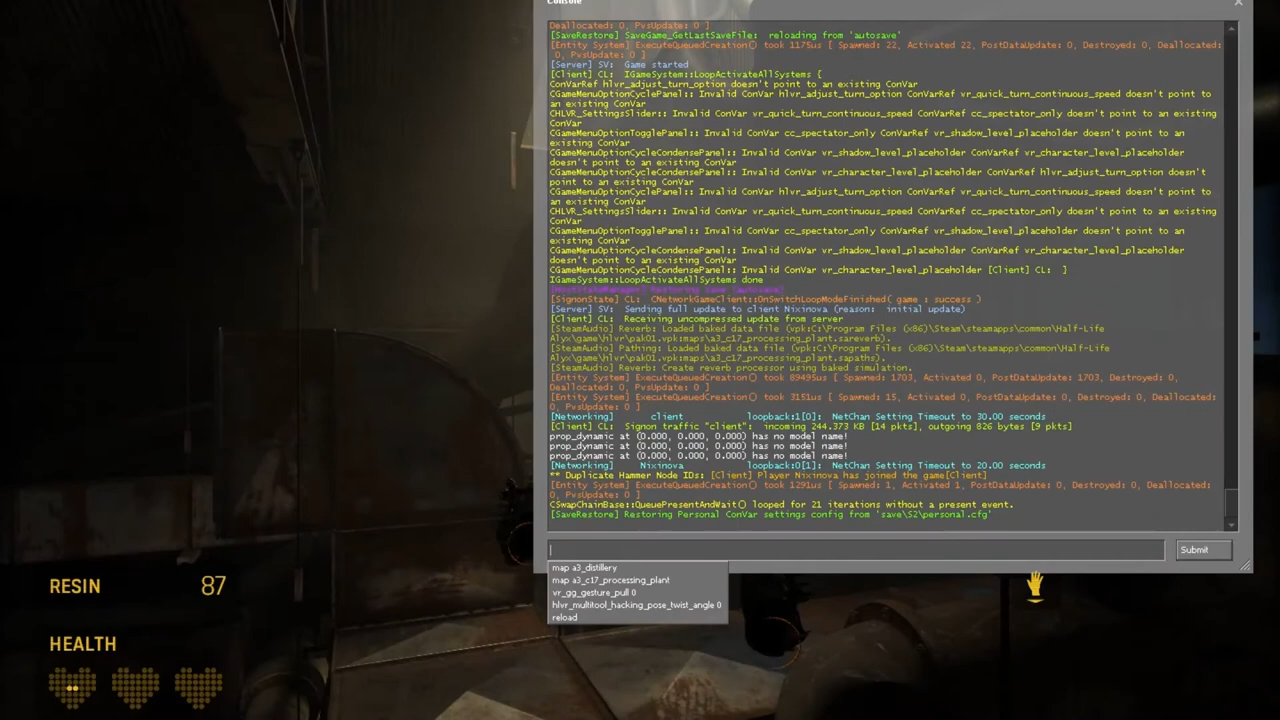 Console
Deallocated: 0, PvsUpdate: 0 ]
[SaveRestore] SaveGame_GetLastSaveFile:  reloading from 'autosave'
[Entity System] ExecuteQueuedCreation() took 1175us [ Spawned: 22, Activated 22, PostDataUpdate: 0, Destroyed: 0, Deallocated:
0, PvsUpdate: 0 ]
[Server] SV:  Game started
[Client] CL:  IGameSystem::LoopActivateAllSystems {
ConVarRef hlvr_adjust_turn_option doesn't point to an existing ConVar
CGameMenuOptionCyclePanel:: Invalid ConVar hlvr_adjust_turn_option ConVarRef vr_quick_turn_continuous_speed doesn't point to
an existing ConVar
CHLVR_SettingsSlider:: Invalid ConVar vr_quick_turn_continuous_speed ConVarRef cc_spectator_only doesn't point to an existing
ConVar
CGameMenuOptionTogglePanel:: Invalid ConVar cc_spectator_only ConVarRef vr_shadow_level_placeholder doesn't point to an
existing ConVar
CGameMenuOptionCycleCondensePanel:: Invalid ConVar vr_shadow_level_placeholder ConVarRef vr_character_level_placeholder
doesn't point to an existing ConVar
CGameMenuOptionCycleCondensePanel:: Invalid ConVar vr_character_level_placeholder ConVarRef hlvr_adjust_turn_option doesn't
point to an existing ConVar
CGameMenuOptionCyclePanel:: Invalid ConVar hlvr_adjust_turn_option ConVarRef vr_quick_turn_continuous_speed doesn't point to
an existing ConVar
CHLVR_SettingsSlider:: Invalid ConVar vr_quick_turn_continuous_speed ConVarRef cc_spectator_only doesn't point to an existing
ConVar
CGameMenuOptionTogglePanel:: Invalid ConVar cc_spectator_only ConVarRef vr_shadow_level_placeholder doesn't point to an
existing ConVar
CGameMenuOptionCycleCondensePanel:: Invalid ConVar vr_shadow_level_placeholder ConVarRef vr_character_level_placeholder
doesn't point to an existing ConVar
CGameMenuOptionCycleCondensePanel:: Invalid ConVar vr_character_level_placeholder [Client] CL:  }
IGameSystem::LoopActivateAllSystems done
[SignonState] CL:  CNetworkGameClient::OnSwitchLoopModeFinished( game : success )
[Server] SV:  Sending full update to client Nixinova (reason:  initial update)
[Client] CL:  Receiving uncompressed update from server
[SteamAudio] Reverb: Loaded baked data file (vpk:C:\Program Files (x86)\Steam\steamapps\common\Half-Life
Alyx\game\hlvr\pak01.vpk:maps\a3_c17_processing_plant.sareverb).
[SteamAudio] Pathing: Loaded baked data file (vpk:C:\Program Files (x86)\Steam\steamapps\common\Half-Life
Alyx\game\hlvr\pak01.vpk:maps\a3_c17_processing_plant.sapaths).
[SteamAudio] Reverb: Create reverb processor using baked simulation.
[Entity System] ExecuteQueuedCreation() took 89495us [ Spawned: 1703, Activated 0, PostDataUpdate: 1703, Destroyed: 0,
Deallocated: 0, PvsUpdate: 0 ]
[Entity System] ExecuteQueuedCreation() took 3151us [ Spawned: 15, Activated 0, PostDataUpdate: 0, Destroyed: 0, Deallocated:
0, PvsUpdate: 0 ]
[Networking] client loopback:1[0]:  NetChan Setting Timeout to 30.00 seconds
[Client] CL:  Signon traffic "client":  incoming 244.373 KB [14 pkts], outgoing 826 bytes [9 pkts]
prop_dynamic at (0.000, 0.000, 0.000) has no model name!
prop_dynamic at (0.000, 0.000, 0.000) has no model name!
prop_dynamic at (0.000, 0.000, 0.000) has no model name!
[Networking] Nixinova loopback:0[1]:  NetChan Setting Timeout to 20.00 seconds
** Duplicate Hammer Node IDs: [Client] Player Nixinova has joined the game[Client]
[Entity System] ExecuteQueuedCreation() took 1291us [ Spawned: 1, Activated 1, PostDataUpdate: 0, Destroyed: 0, Deallocated:
0, PvsUpdate: 0 ]
CSwapChainBase::QueuePresentAndWait() looped for 21 iterations without a present event.
[SaveRestore] Restoring Personal ConVar settings config from 'save\S2\personal.cfg'
Submit
map a3_distillery
map a3_c17_processing_plant
vr_gg_gesture_pull 0
hlvr_multitool_hacking_pose_twist_angle 0
reload
RESIN 87
HEALTH